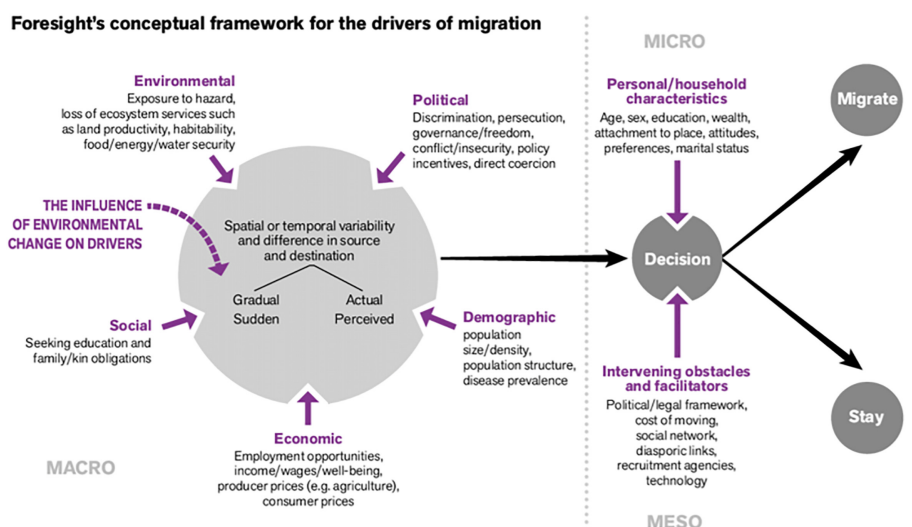 Foresight's conceptual framework for the drivers of migration
MICRO
Environmental
Exposure to hazard,
loss of ecosystem services such
as land productivity, habitability,
food/energy/water security
Political
Discrimination, persecution,
governance/freedom,
conflict/insecurity, policy
incentives, direct coercion
Personal/household
characteristics
Age, sex, education, wealth,
attachment to place, attitudes,
preferences, marital status
Migrate
THE INFLUENCE
OF ENVIRONMENTAL
CHANGE ON DRIVERS
Spatial or temporal variability
and difference in source
and destination
Gradual
Sudden
Actual
Perceived
Decision
Social
Seeking education and
family/kin obligations
Demographic
population
size/density,
population structure,
disease prevalence
Intervening obstacles
and facilitators
Political/legal framework,
cost of moving,
social network,
diasporic links,
recruitment agencies,
technology
Stay
Economic
Employment opportunities,
income/wages/well-being,
producer prices (e.g. agriculture),
consumer prices
MACRO
MESO